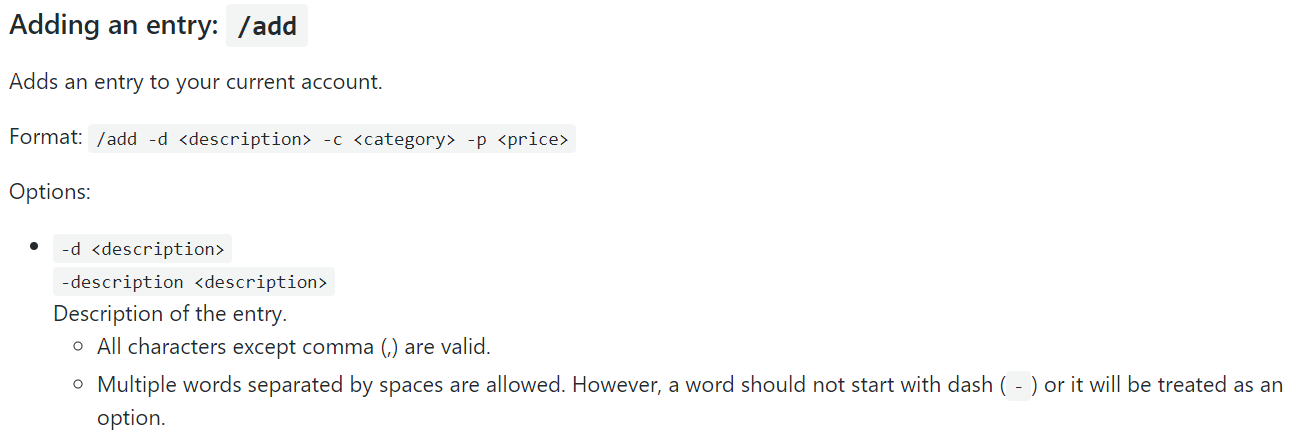 Adding an entry: /add
Adds an entry to your current account.
Format: /add -d <description> -c <category> -p <price>
Options:
-d <description>
-description <description>
Description of the entry.
All characters except comma (,) are valid.
Multiple words separated by spaces are allowed. However, a word should not start with dash ( - ) or it will be treated as an
option.